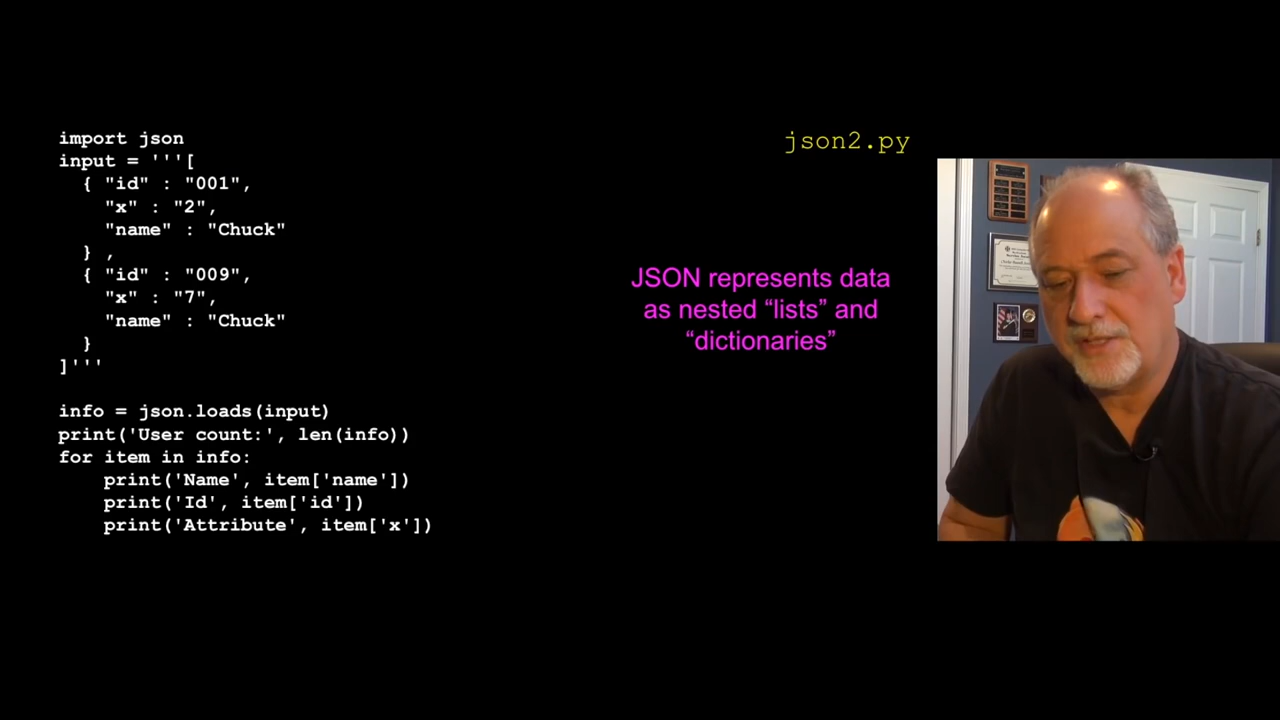 import json
input = '''[
  { "id" : "001",
    "x" : "2",
    "name" : "Chuck"
  } ,
  { "id" : "009",
    "x" : "7",
    "name" : "Chuck"
  }
]'''
info = json.loads(input)
print('User count:', len(info))
for item in info:
    print('Name', item['name'])
    print('Id', item['id'])
    print('Attribute', item['x'])
json2.py
JSON represents data
as nested “lists” and
“dictionaries”